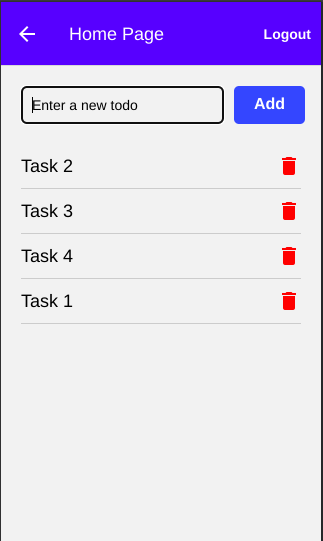 Home Page
Logout
Enter a new todo
Add
Task 2
Task 3
Task 4
Task 1